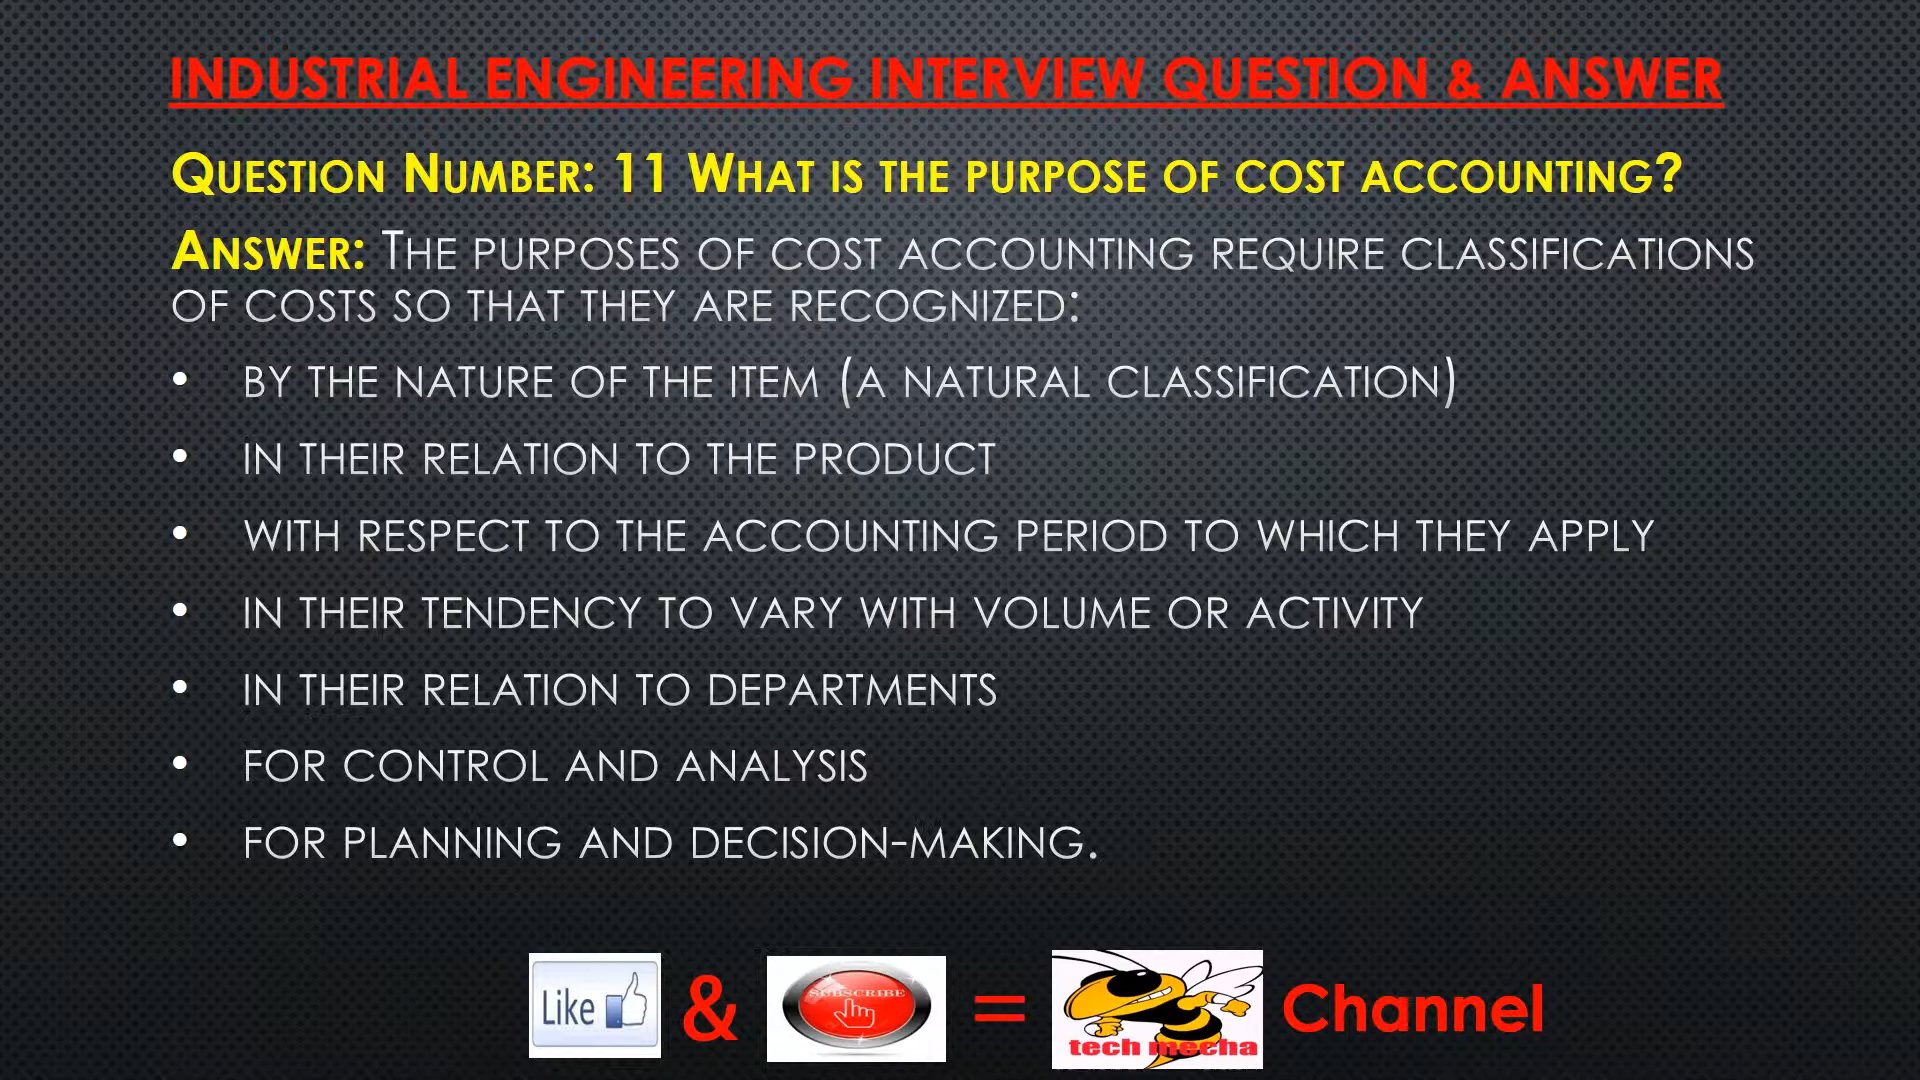 INDUSTRIAL ENGINEERING INTERVIEW QUESTION & ANSWER
QUESTION NUMBER: 11 WHAT IS THE PURPOSE OF COST ACCOUNTING?
ANSWER: THE PURPOSES OF COST ACCOUNTING REQUIRE CLASSIFICATIONS
OF COSTS SO THAT THEY ARE RECOGNIZED:
• BY THE NATURE OF THE ITEM (A NATURAL CLASSIFICATION)
• IN THEIR RELATION TO THE PRODUCT
• WITH RESPECT TO THE ACCOUNTING PERIOD TO WHICH THEY APPLY
• IN THEIR TENDENCY TO VARY WITH VOLUME OR ACTIVITY
• IN THEIR RELATION TO DEPARTMENTS
• FOR CONTROL AND ANALYSIS
• FOR PLANNING AND DECISION-MAKING.
Like & SUBSCRIBE = tech mecha Channel